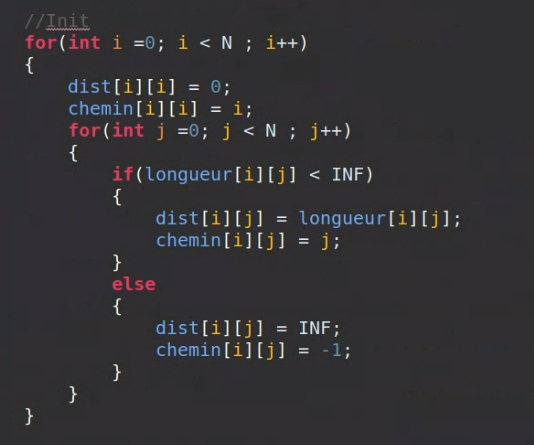 //Init
for(int i =0; i < N ; i++)
{
    dist[i][i] = 0;
    chemin[i][i] = i;
    for(int j =0; j < N ; j++)
    {
        if(longueur[i][j] < INF)
        {
            dist[i][j] = longueur[i][j];
            chemin[i][j] = j;
        }
        else
        {
            dist[i][j] = INF;
            chemin[i][j] = -1;
        }
    }
}